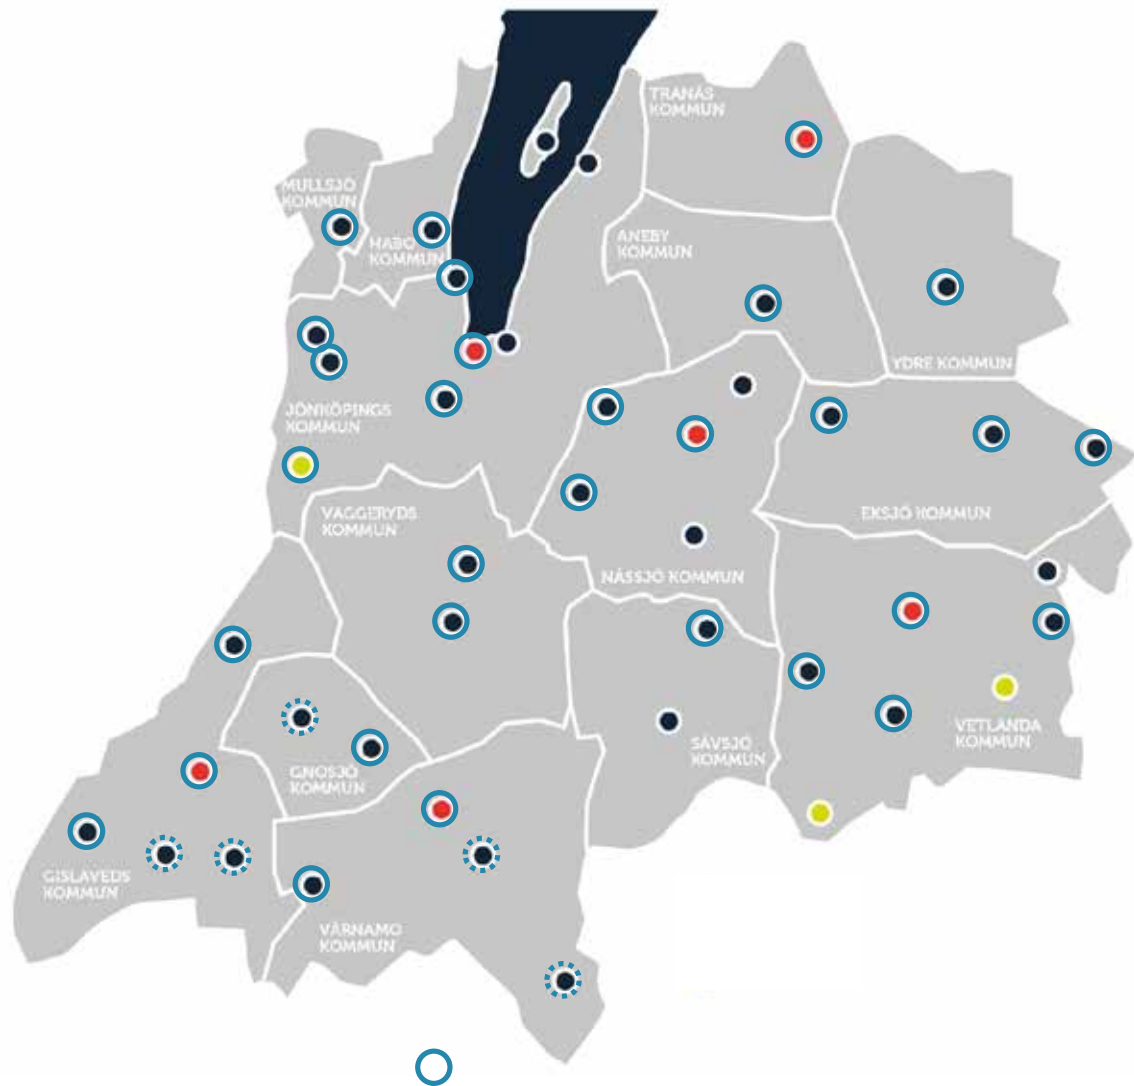 TRANÅS
KOMMUN
MULLSJÖ
KOMMUN
HABO
KOMMUN
ANEBY
KOMMUN
YDRE KOMMUN
JÖNKÖPINGS
KOMMUN
VAGGERYDS
KOMMUN
EKSJÖ KOMMUN
NÄSSJÖ KOMMUN
VETLANDA
KOMMUN
SÄVSJÖ
KOMMUN
GNOSJÖ
KOMMUN
GISLAVEDS
KOMMUN
VÄRNAMO
KOMMUN